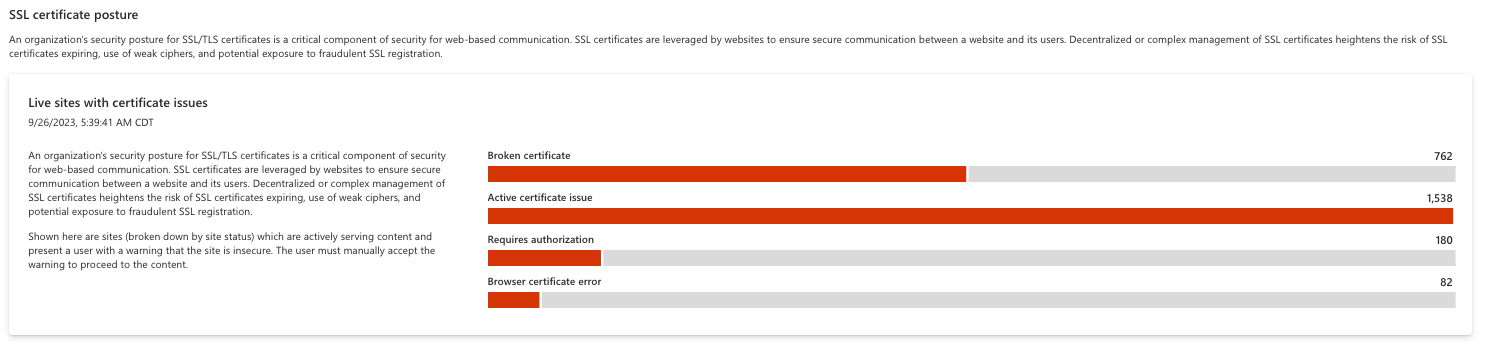 SSL certificate posture
An organization's security posture for SSL/TLS certificates is a critical component of security for web-based communication. SSL certificates are leveraged by websites to ensure secure communication between a website and its users. Decentralized or complex management of SSL certificates heightens the risk of SSL
certificates expiring, use of weak ciphers, and potential exposure to fraudulent SSL registration.
Live sites with certificate issues
9/26/2023, 5:39:41 AM CDT
An organization's security posture for SSL/TLS certificates is a critical component of security
for web-based communication. SSL certificates are leveraged by websites to ensure secure
communication between a website and its users. Decentralized or complex management of
SSL certificates heightens the risk of SSL certificates expiring, use of weak ciphers, and
potential exposure to fraudulent SSL registration.
Shown here are sites (broken down by site status) which are actively serving content and
present a user with a warning that the site is insecure. The user must manually accept the
warning to proceed to the content.
Broken certificate 762
Active certificate issue 1,538
Requires authorization 180
Browser certificate error 82